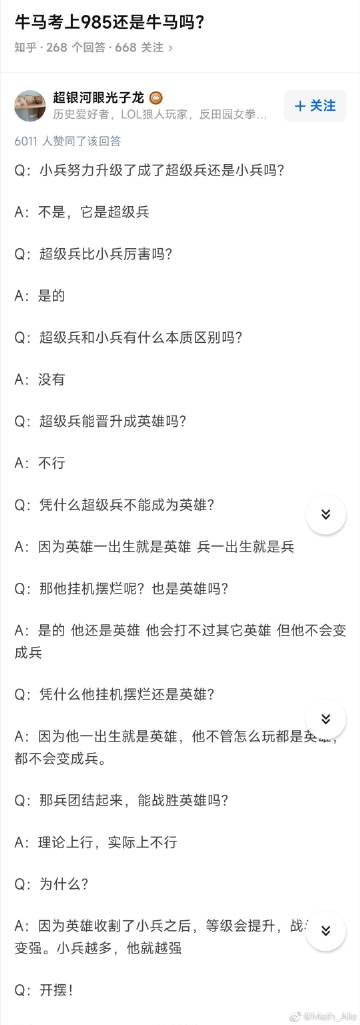 牛马考上985还是牛马吗？
知乎 · 268 个回答 · 668 关注 >
超银河眼光子龙
历史爱好者，LOL狼人玩家，反田园女拳...
+ 关注
6011 人赞同了该回答
Q：小兵努力升级了成了超级兵还是小兵吗？
A：不是，它是超级兵
Q：超级兵比小兵厉害吗？
A：是的
Q：超级兵和小兵有什么本质区别吗？
A：没有
Q：超级兵能晋升成英雄吗？
A：不行
Q：凭什么超级兵不能成为英雄？
A：因为英雄一出生就是英雄 兵一出生就是兵
Q：那他挂机摆烂呢？也是英雄吗？
A：是的 他还是英雄 他会打不过其它英雄 但他不会变
成兵
Q：凭什么他挂机摆烂还是英雄？
A：因为他一出生就是英雄，他不管怎么玩都是英雄，
都不会变成兵。
Q：那兵团结起来，能战胜英雄吗？
A：理论上行，实际上不行
Q：为什么？
A：因为英雄收割了小兵之后，等级会提升，战
变强。小兵越多，他就越强
Q：开摆！
@Math_Alle